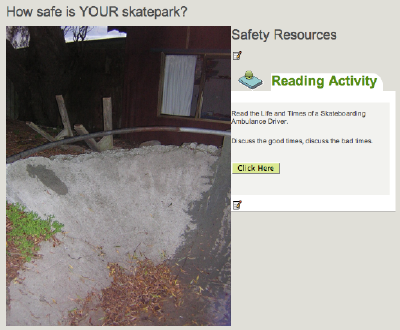 How safe is YOUR skatepark?
Safety Resources
Reading Activity
Read the Life and Times of a Skateboarding
Ambulance Driver.
Discuss the good times, discuss the bad times.
Click Here